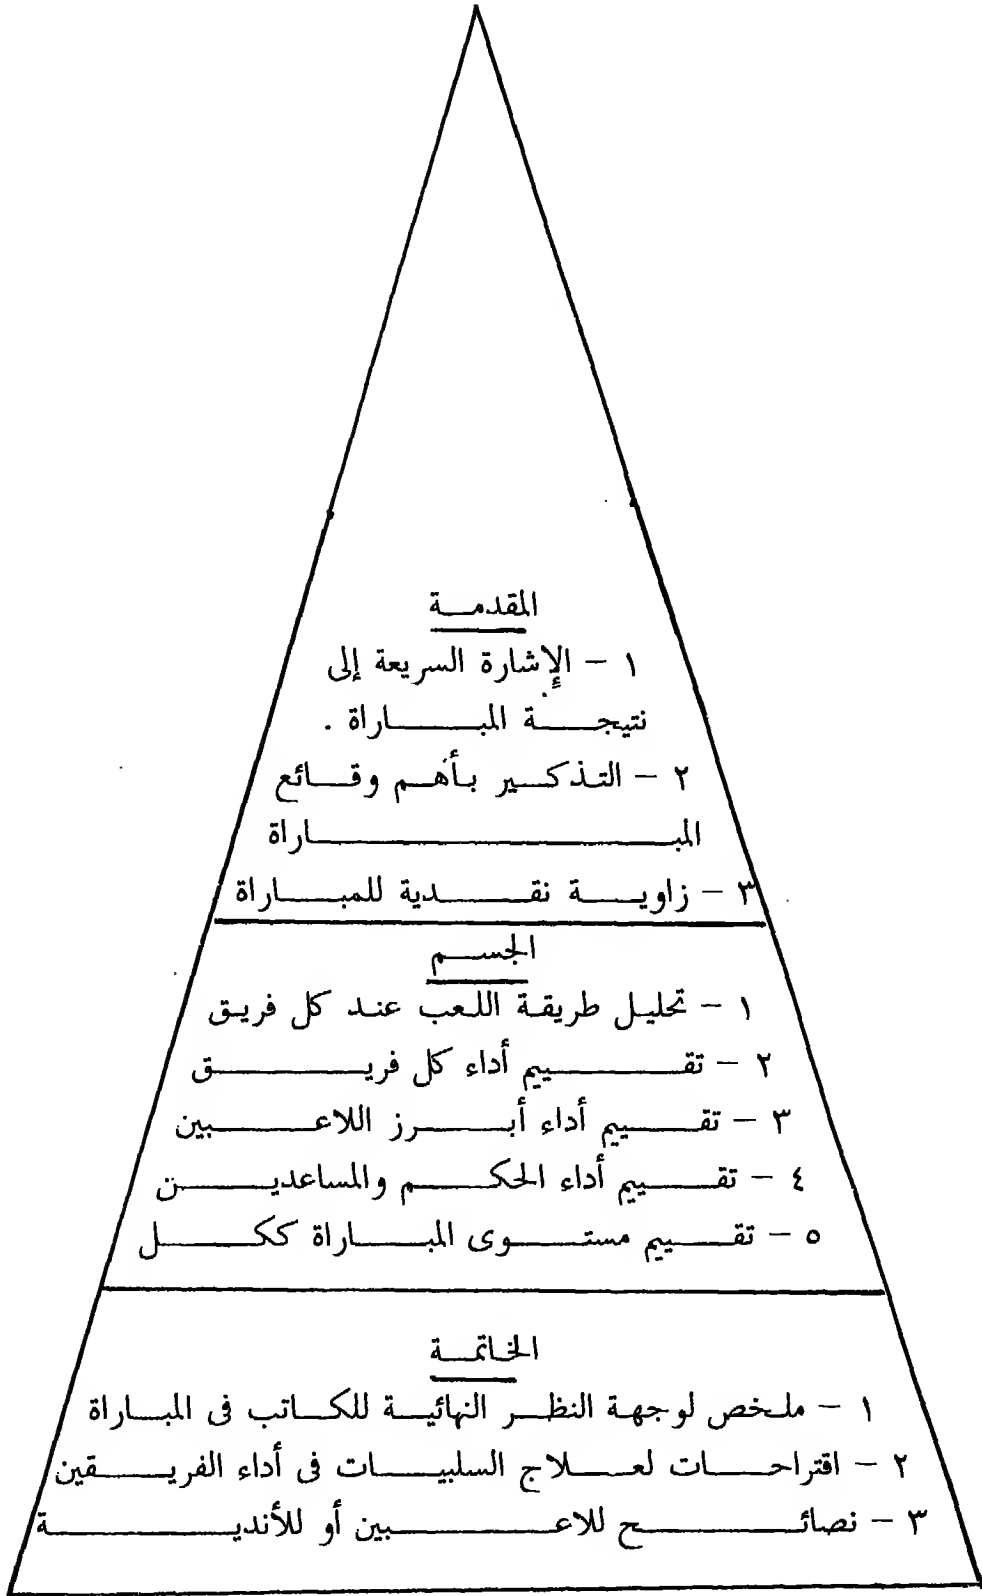 المقدمة
١ - الإشارة السريعة إلى
نتيجة المباراة .
٢ - التذكير بأهم وقائع
المباراة
٣ - زاوية نقدية للمباراة
الجسم
١ - تحليل طريقة اللعب عند كل فريق
٢ - تقييم أداء كل فريق
٣ - تقييم أداء أبرز اللاعبين
٤ - تقييم أداء الحكم والمساعدين
٥ - تقييم مستوى المباراة ككل
الخاتمة
١ - ملخص لوجهة النظر النهائية للكاتب فى المباراة
٢ - اقتراحات لعلاج السلبيات فى أداء الفريقين
٣ - نصائح للاعبين أو للأندية